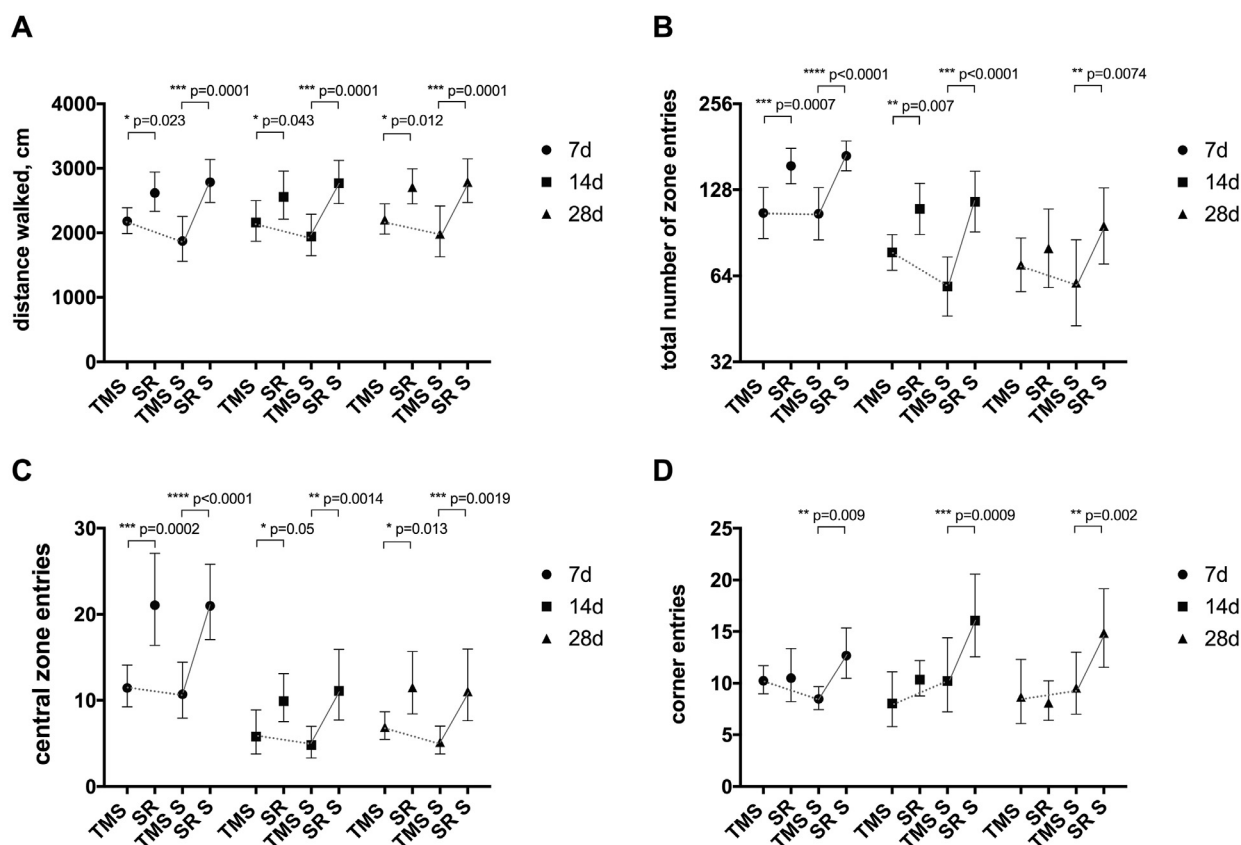 A
*** p=0.0001
*** p=0.0001
*** p=0.0001
* p=0.023
* p=0.043
* p=0.012
distance walked, cm
4000
3000
2000
1000
0
7d
14d
28d
TMS
SR
TMS S
SR S
TMS
SR
TMS S
SR S
TMS
SR
TMS S
SR S
B
**** p<0.0001
*** p<0.0001
** p=0.0074
*** p=0.0007
** p=0.007
total number of zone entries
256
128
64
32
7d
14d
28d
TMS
SR
TMS S
SR S
TMS
SR
TMS S
SR S
TMS
SR
TMS S
SR S
C
**** p<0.0001
** p=0.0014
*** p=0.0019
*** p=0.0002
* p=0.05
* p=0.013
central zone entries
30
20
10
0
7d
14d
28d
TMS
SR
TMS S
SR S
TMS
SR
TMS S
SR S
TMS
SR
TMS S
SR S
D
** p=0.009
*** p=0.0009
** p=0.002
corner entries
25
20
15
10
5
0
7d
14d
28d
TMS
SR
TMS S
SR S
TMS
SR
TMS S
SR S
TMS
SR
TMS S
SR S